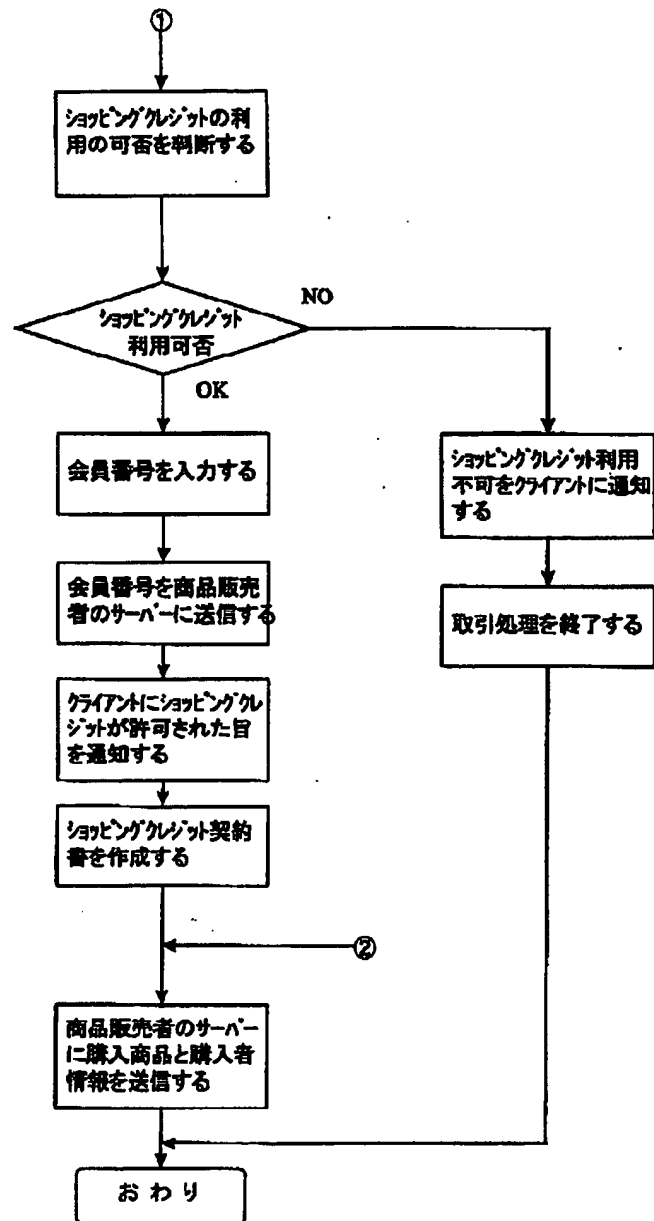 ①
ショッピングクレジットの利
用の可否を判断する
ショッピングクレジット
利用可否
NO
OK
会員番号を入力する
ショッピングクレジット利用
不可をクライアントに通知
する
会員番号を商品販売
者のサーバーに送信する
取引処理を終了する
クライアントにショッピングクレ
ジットが許可された旨
を通知する
ショッピングクレジット契約
書を作成する
②
商品販売者のサーバー
に購入商品と購入者
情報を送信する
おわり